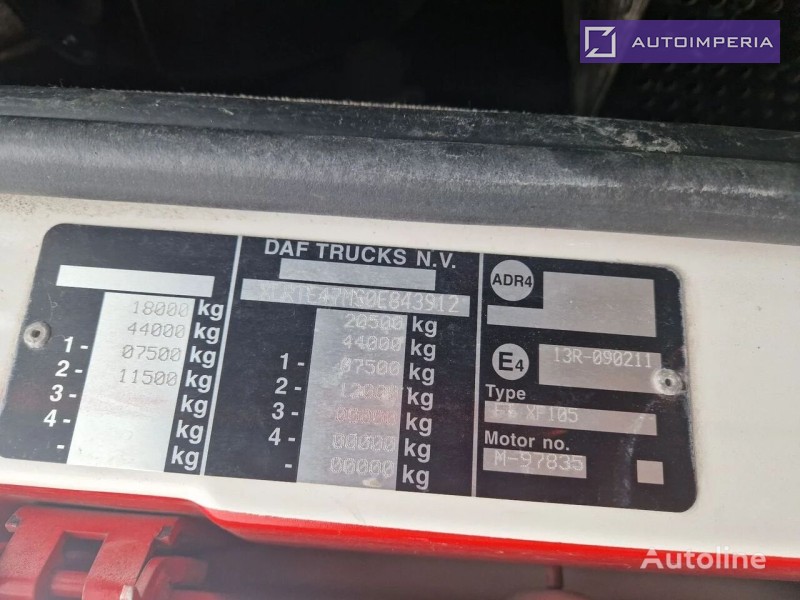 AUTOIMPERIA
18000 kg
44000 kg
1- 07500 kg
2- 11500 kg
3- kg
4- kg
- kg
DAF TRUCKS N.V.
20500 kg
44000 kg
1- 07500 kg
2- kg
3- 00000 kg
4- 00000 kg
- 00000 kg
ADR4
E4 13R-090211
Type
XF105
Motor no.
M-97835
Autoline